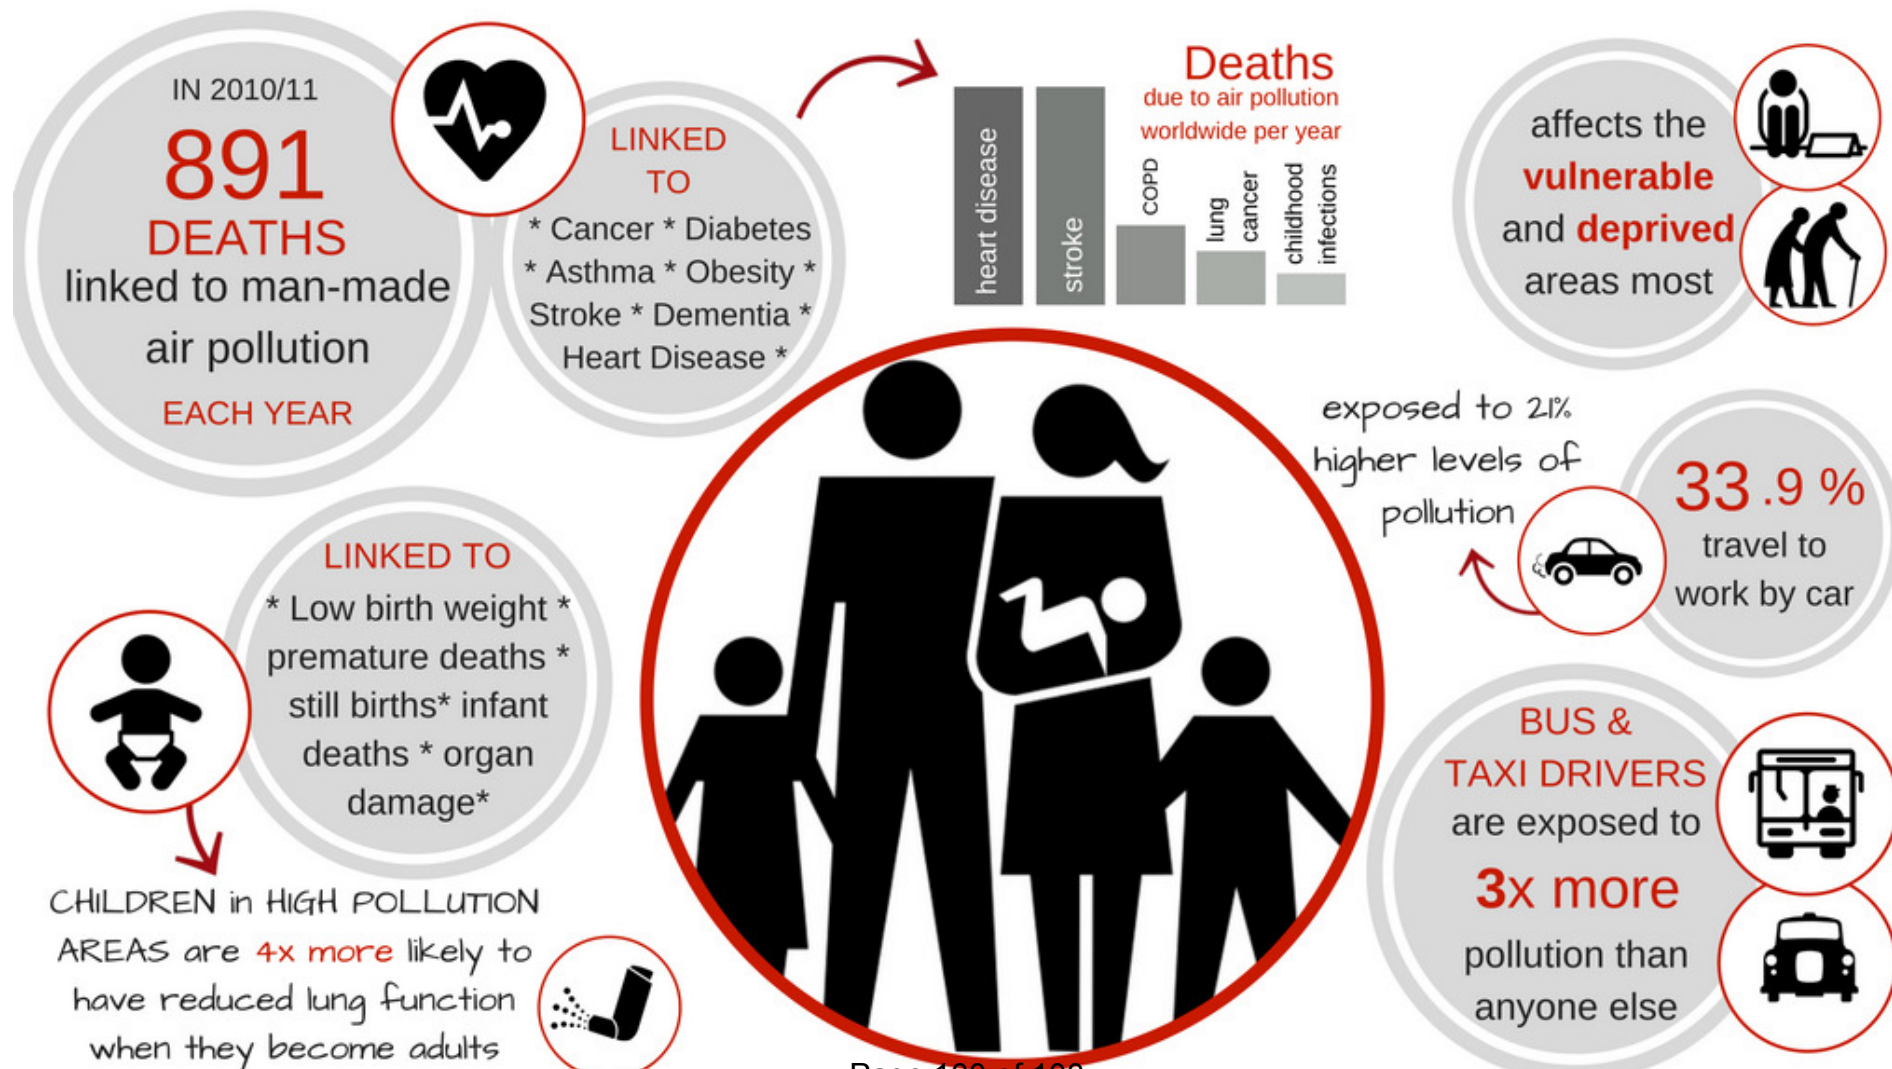 IN 2010/11
891
DEATHS
linked to man-made
air pollution
EACH YEAR
LINKED
TO
* Cancer * Diabetes
* Asthma * Obesity *
Stroke * Dementia *
Heart Disease *
Deaths
due to air pollution
worldwide per year
heart disease
stroke
COPD
lung
cancer
childhood
infections
affects the
vulnerable
and deprived
areas most
exposed to 21%
higher levels of
pollution
33.9 %
travel to
work by car
LINKED TO
* Low birth weight *
premature deaths *
still births* infant
deaths * organ
damage*
CHILDREN in HIGH POLLUTION
AREAS are 4x more likely to
have reduced lung function
when they become adults
BUS &
TAXI DRIVERS
are exposed to
3x more
pollution than
anyone else